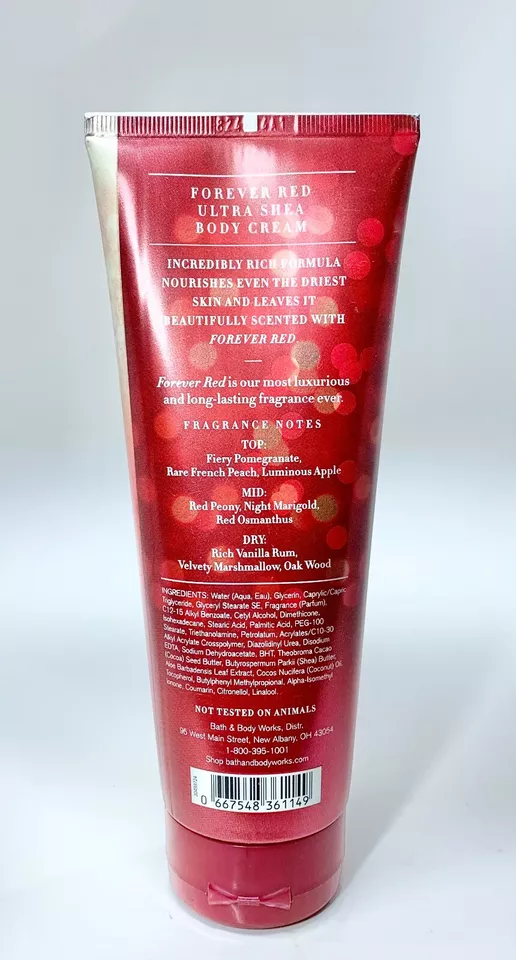 FOREVER RED
ULTRA SHEA
BODY CREAM
INCREDIBLY RICH FORMULA
NOURISHES EVEN THE DRIEST
SKIN AND LEAVES IT
BEAUTIFULLY SCENTED WITH
FOREVER RED.
Forever Red is our most luxurious
and long-lasting fragrance ever.
FRAGRANCE NOTES
TOP:
Fiery Pomegranate,
Rare French Peach, Luminous Apple
MID:
Red Peony, Night Marigold,
Red Osmanthus
DRY:
Rich Vanilla Rum,
Velvety Marshmallow, Oak Wood
INGREDIENTS: Water (Aqua, Eau), Glycerin, Caprylic/Capric
Triglyceride, Glyceryl Stearate SE, Fragrance (Parfum),
C12-15 Alkyl Benzoate, Cetyl Alcohol, Dimethicone,
Isohexadecane, Stearic Acid, Palmitic Acid, PEG-100
Stearate, Triethanolamine, Petrolatum, Acrylates/C10-30
Alkyl Acrylate Crosspolymer, Diazolidinyl Urea, Disodium
EDTA, Sodium Dehydroacetate, BHT, Theobroma Cacao
(Cocoa) Seed Butter, Butyrospermum Parkii (Shea) Butter,
Aloe Barbadensis Leaf Extract, Cocos Nucifera (Coconut) Oil,
Tocopherol, Butylphenyl Methylpropional, Alpha-Isomethyl
Ionone, Coumarin, Citronellol, Linalool.
NOT TESTED ON ANIMALS
Bath & Body Works, Distr.
95 West Main Street, New Albany, OH 43054
1-800-395-1001
Shop bathandbodyworks.com
0 667548 361149